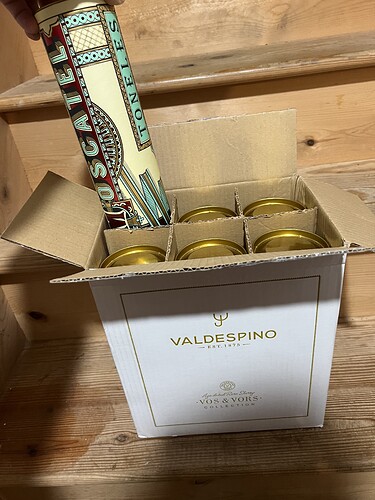 MOSCATEL
TONELES
VALDESPINO
EST. 1875
VOS & VORS
COLLECTION